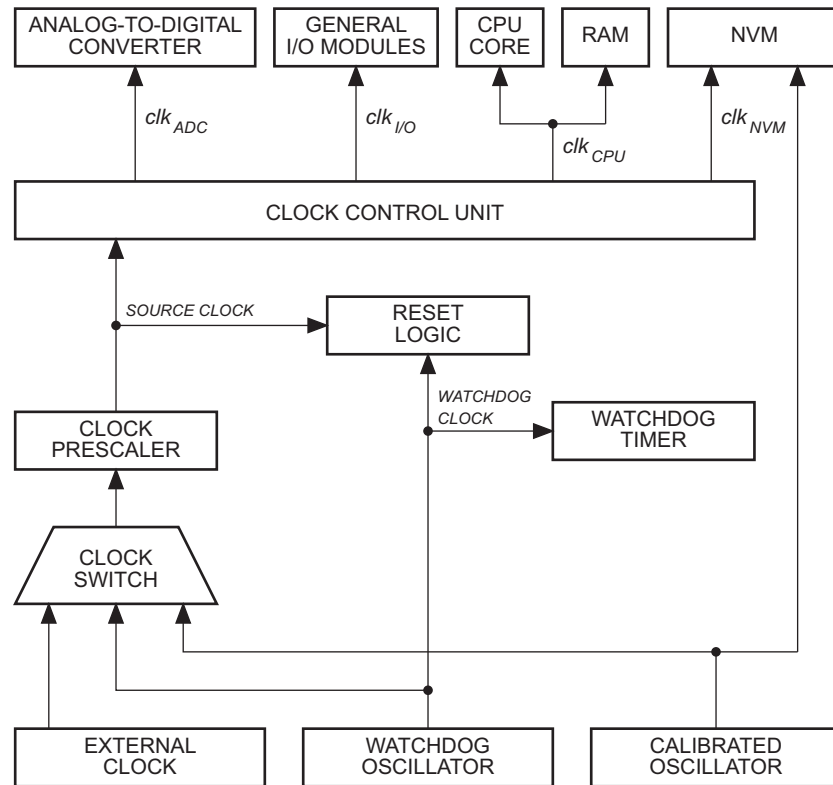 ANALOG-TO-DIGITAL
CONVERTER
GENERAL
I/O MODULES
CPU
CORE
RAM
NVM
clk ADC
clk I/O
clk CPU
clk NVM
CLOCK CONTROL UNIT
SOURCE CLOCK
RESET
LOGIC
WATCHDOG
CLOCK
CLOCK
PRESCALER
WATCHDOG
TIMER
CLOCK
SWITCH
EXTERNAL
CLOCK
WATCHDOG
OSCILLATOR
CALIBRATED
OSCILLATOR